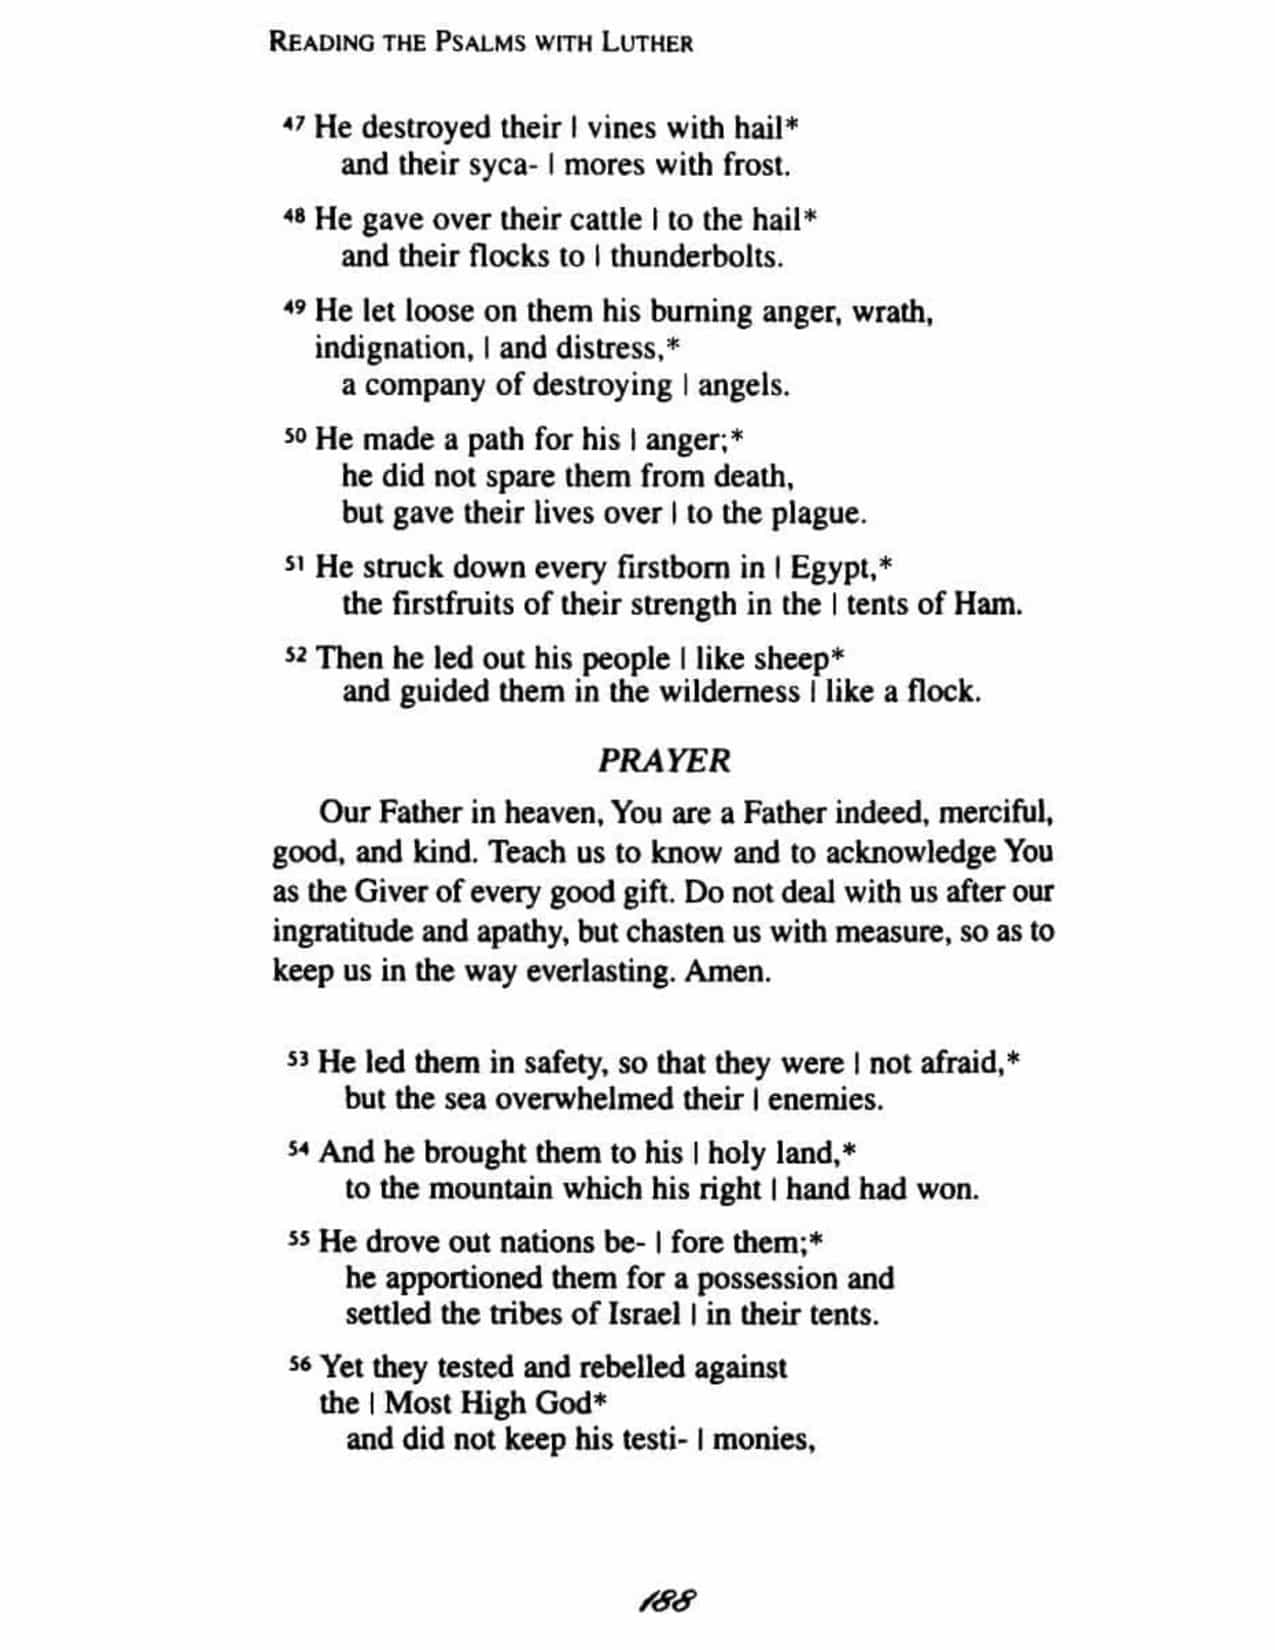 READING THE PSALMS WITH LUTHER
47 He destroyed their | vines with hail*
and their syca- | mores with frost.
48 He gave over their cattle | to the hail*
and their flocks to | thunderbolts.
49 He let loose on them his burning anger, wrath,
indignation, | and distress,*
a company of destroying | angels.
50 He made a path for his | anger;*
he did not spare them from death,
but gave their lives over | to the plague.
51 He struck down every firstborn in | Egypt,*
the firstfruits of their strength in the | tents of Ham.
52 Then he led out his people | like sheep*
and guided them in the wilderness | like a flock.
PRAYER
Our Father in heaven, You are a Father indeed, merciful,
good, and kind. Teach us to know and to acknowledge You
as the Giver of every good gift. Do not deal with us after our
ingratitude and apathy, but chasten us with measure, so as to
keep us in the way everlasting. Amen.
53 He led them in safety, so that they were | not afraid,*
but the sea overwhelmed their | enemies.
54 And he brought them to his | holy land,*
to the mountain which his right | hand had won.
55 He drove out nations be- | fore them;*
he apportioned them for a possession and
settled the tribes of Israel | in their tents.
56 Yet they tested and rebelled against
the | Most High God*
and did not keep his testi- | monies,
188